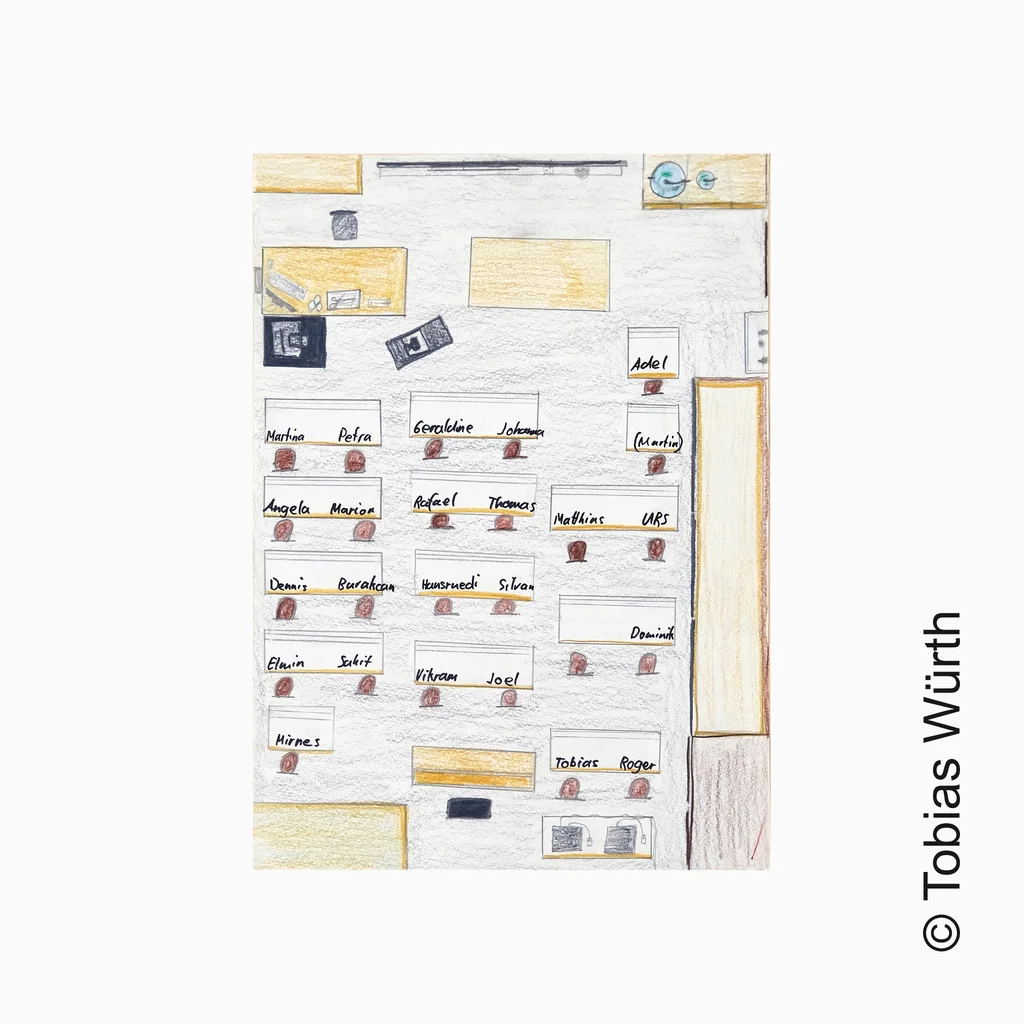 Adel
(Martin)
Martina Petra
Geraldine Johanna
Angela Marion
Rafael Thomas
Matthias URS
Dennis Burakcan
Hansruedi Silvan
Dominik
Elmin Sahit
Vikram Joel
Mirnes
Tobias Roger
© Tobias Würth